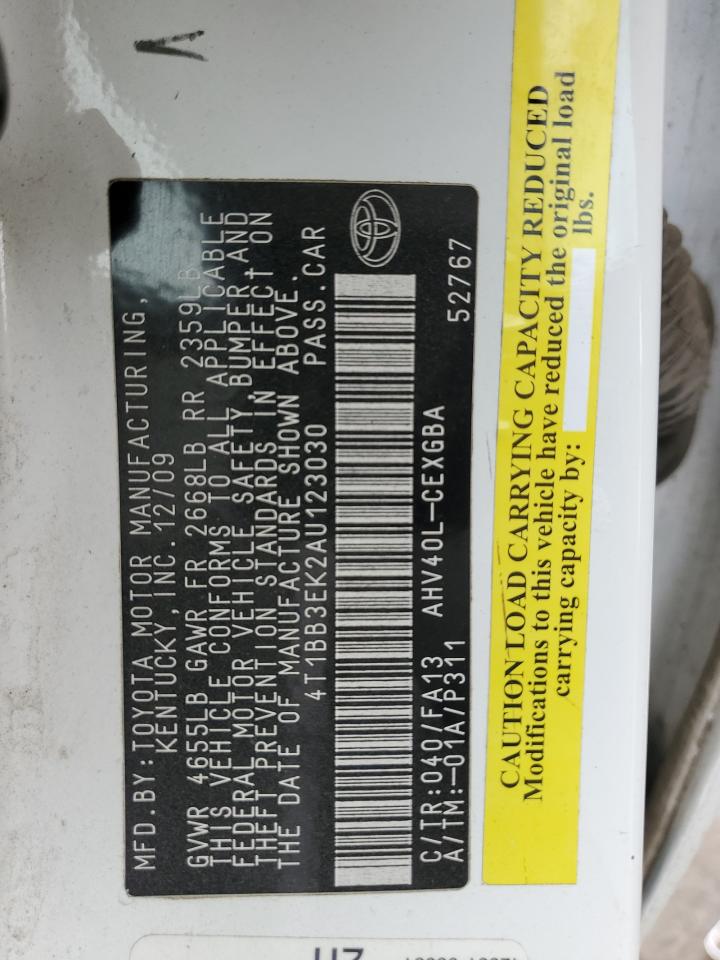 MFD.BY:TOYOTA MOTOR MANUFACTURING,
KENTUCKY,INC. 12/09
GVWR 4655LB GAWR FR 2668LB RR 2359LB
THIS VEHICLE CONFORMS TO ALL APPLICABLE
FEDERAL MOTOR VEHICLE SAFETY, BUMPER, AND
THEFT PREVENTION STANDARDS IN EFFECT ON
THE DATE OF MANUFACTURE SHOWN ABOVE.
4T1BB3EK2AU123030 PASS.CAR
C/TR:040/FA13 AHV40L-CEXGBA 52767
A/TM:-01A/P311
CAUTION LOAD CARRYING CAPACITY REDUCED
Modifications to this vehicle have reduced the original load
carrying capacity by: lbs.